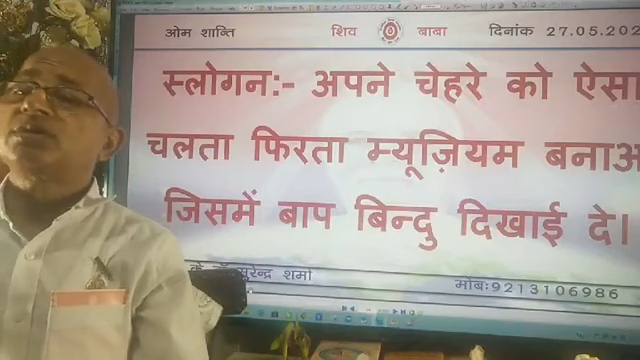 ओम शान्ति शिव बाबा दिनांक 27.05.202
स्लोगन:- अपने चेहरे को ऐसा
चलता फिरता म्यूज़ियम बनाअ
जिसमें बाप बिन्दु दिखाई दे।
सुरेन्द्र शर्मा मोबः9213106986